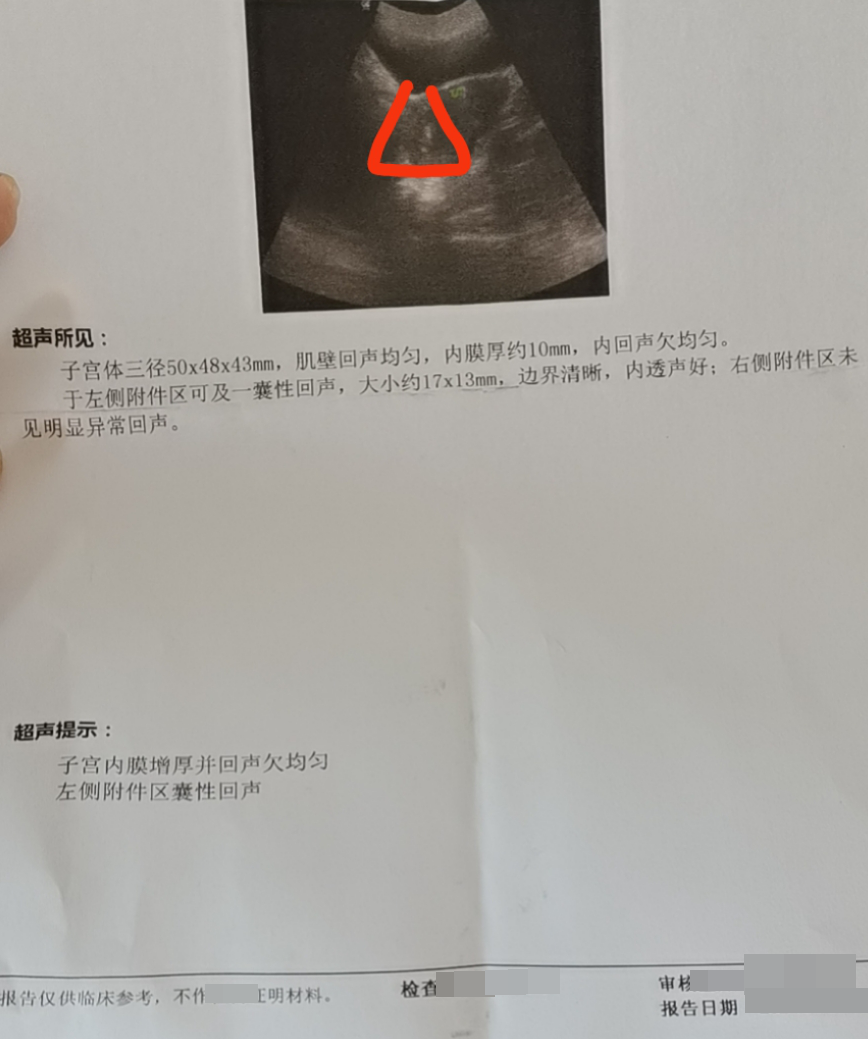 超声所见：
子宫体三径50x48x43mm，肌壁回声均匀，内膜厚约10mm，内回声欠均匀。
于左侧附件区可及一囊性回声，大小约17x13mm，边界清晰，内透声好；右侧附件区未
见明显异常回声。
超声提示：
子宫内膜增厚并回声欠均匀
左侧附件区囊性回声
报告仅供临床参考，不作 证明材料。
检查
审核
报告日期